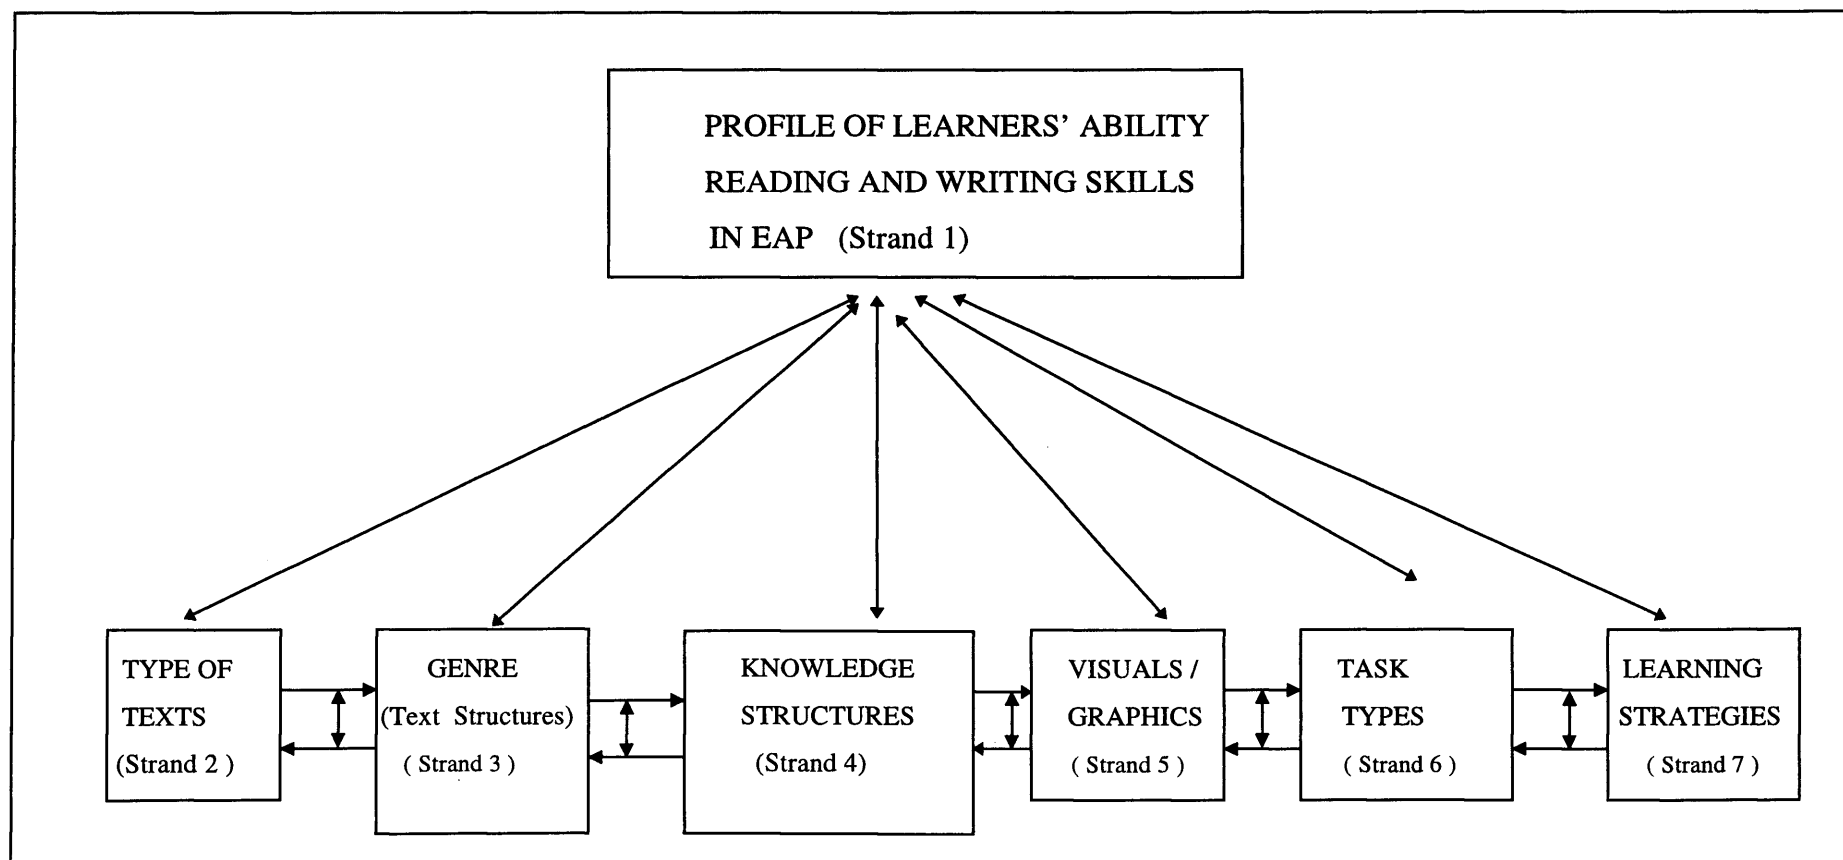 PROFILE OF LEARNERS’ ABILITY
READING AND WRITING SKILLS
IN EAP (Strand 1)
TYPE OF
TEXTS
(Strand 2 )
GENRE
(Text Structures)
( Strand 3 )
KNOWLEDGE
STRUCTURES
(Strand 4)
VISUALS /
GRAPHICS
( Strand 5 )
TASK
TYPES
( Strand 6 )
LEARNING
STRATEGIES
( Strand 7 )